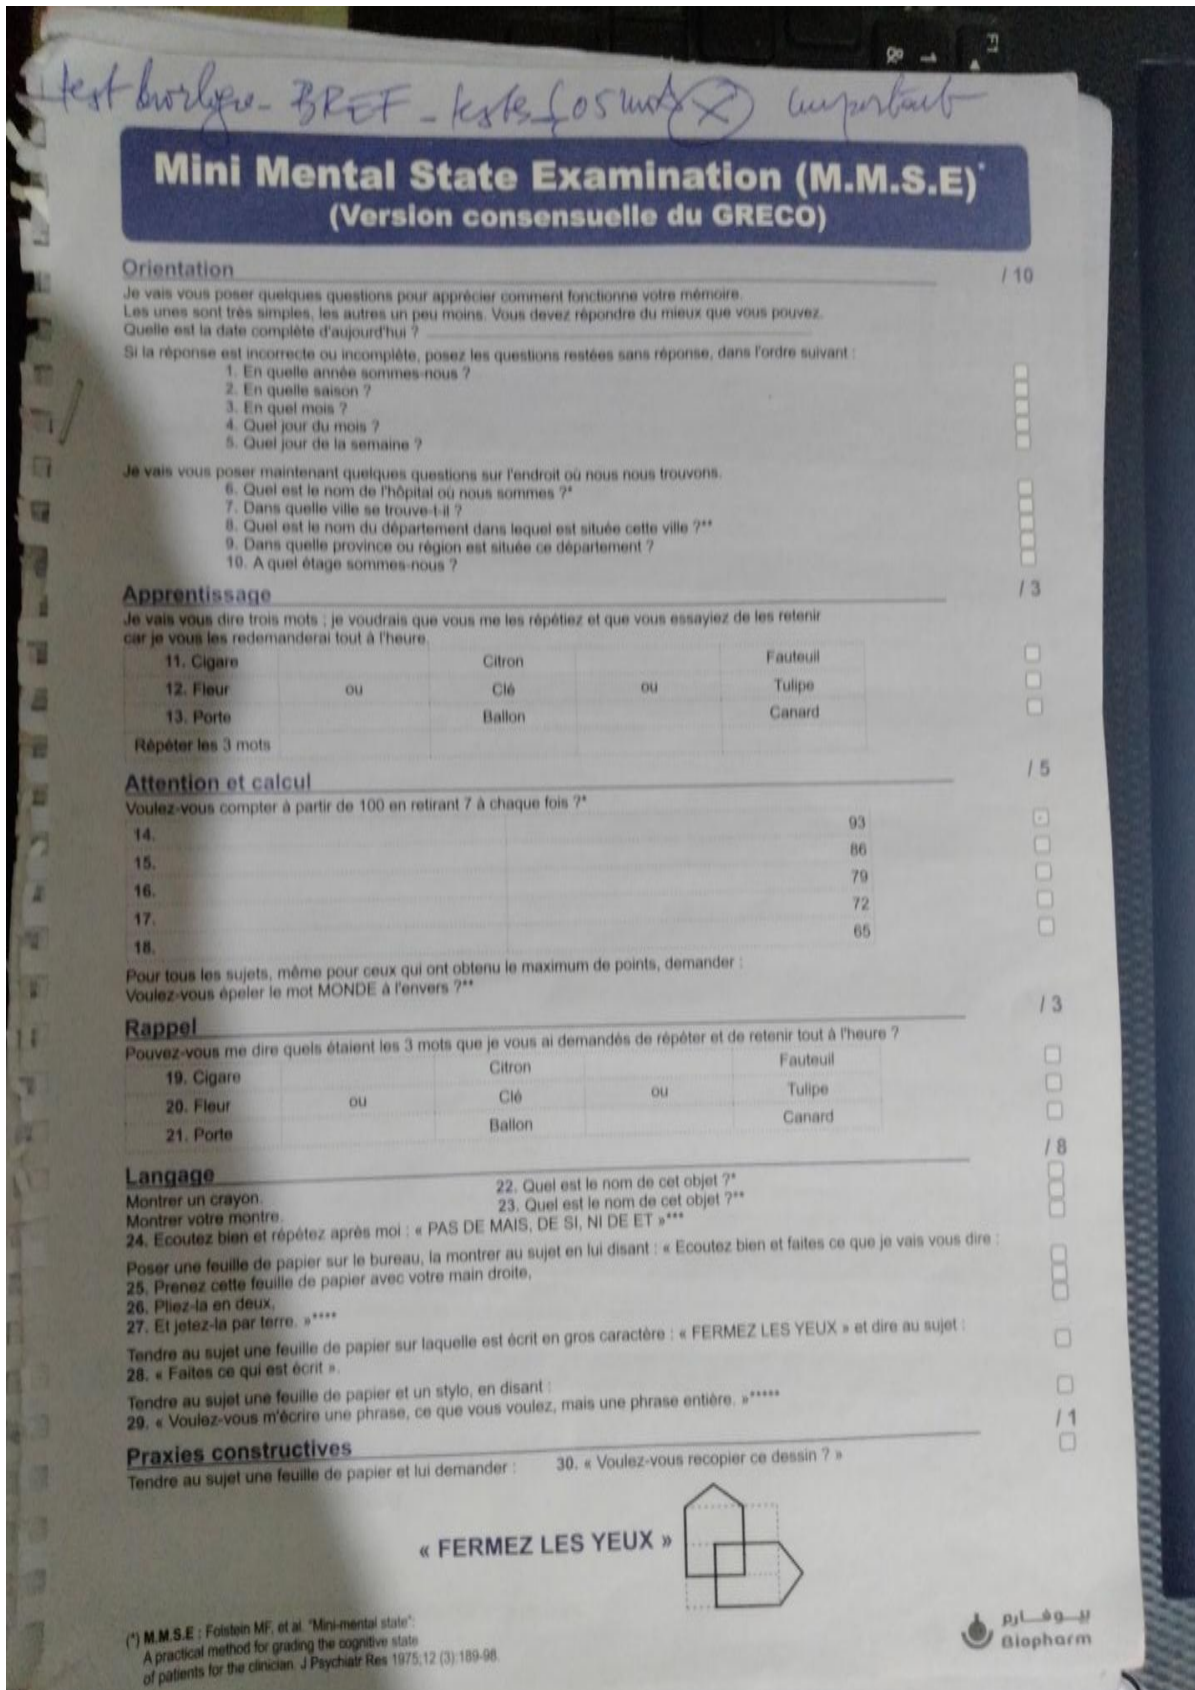 test horloge - BREF - tests 5 mots important
Mini Mental State Examination (M.M.S.E)*
(Version consensuelle du GRECO)
Orientation / 10
Je vais vous poser quelques questions pour apprécier comment fonctionne votre mémoire.
Les unes sont très simples, les autres un peu moins. Vous devez répondre du mieux que vous pouvez.
Quelle est la date complète d'aujourd'hui ?
Si la réponse est incorrecte ou incomplète, posez les questions restées sans réponse, dans l'ordre suivant :
1. En quelle année sommes-nous ?
2. En quelle saison ?
3. En quel mois ?
4. Quel jour du mois ?
5. Quel jour de la semaine ?
Je vais vous poser maintenant quelques questions sur l'endroit où nous nous trouvons.
6. Quel est le nom de l'hôpital où nous sommes ?*
7. Dans quelle ville se trouve-t-il ?
8. Quel est le nom du département dans lequel est située cette ville ?**
9. Dans quelle province ou région est située ce département ?
10. A quel étage sommes-nous ?
Apprentissage / 3
Je vais vous dire trois mots ; je voudrais que vous me les répétiez et que vous essayiez de les retenir
car je vous les redemanderai tout à l'heure.
11. Cigare Citron Fauteuil
12. Fleur ou Clé ou Tulipe
13. Porte Ballon Canard
Répéter les 3 mots
Attention et calcul / 5
Voulez-vous compter à partir de 100 en retirant 7 à chaque fois ?*
14. 93
15. 86
16. 79
17. 72
18. 65
Pour tous les sujets, même pour ceux qui ont obtenu le maximum de points, demander :
Voulez-vous épeler le mot MONDE à l'envers ?**
Rappel / 3
Pouvez-vous me dire quels étaient les 3 mots que je vous ai demandés de répéter et de retenir tout à l'heure ?
19. Cigare Citron Fauteuil
20. Fleur ou Clé ou Tulipe
21. Porte Ballon Canard
Langage / 8
Montrer un crayon. 22. Quel est le nom de cet objet ?*
Montrer votre montre. 23. Quel est le nom de cet objet ?**
24. Ecoutez bien et répétez après moi : « PAS DE MAIS, DE SI, NI DE ET »***
Poser une feuille de papier sur le bureau, la montrer au sujet en lui disant : « Ecoutez bien et faites ce que je vais vous dire :
25. Prenez cette feuille de papier avec votre main droite,
26. Pliez-la en deux,
27. Et jetez-la par terre. »****
Tendre au sujet une feuille de papier sur laquelle est écrit en gros caractère : « FERMEZ LES YEUX » et dire au sujet :
28. « Faites ce qui est écrit ».
Tendre au sujet une feuille de papier et un stylo, en disant :
29. « Voulez-vous m'écrire une phrase, ce que vous voulez, mais une phrase entière. »*****
Praxies constructives / 1
Tendre au sujet une feuille de papier et lui demander : 30. « Voulez-vous recopier ce dessin ? »
« FERMEZ LES YEUX »
(*) M.M.S.E : Folstein MF, et al. "Mini-mental state":
A practical method for grading the cognitive state
of patients for the clinician. J Psychiatr Res 1975;12 (3):189-98.
بيوفارم
Biopharm
F1
& 1